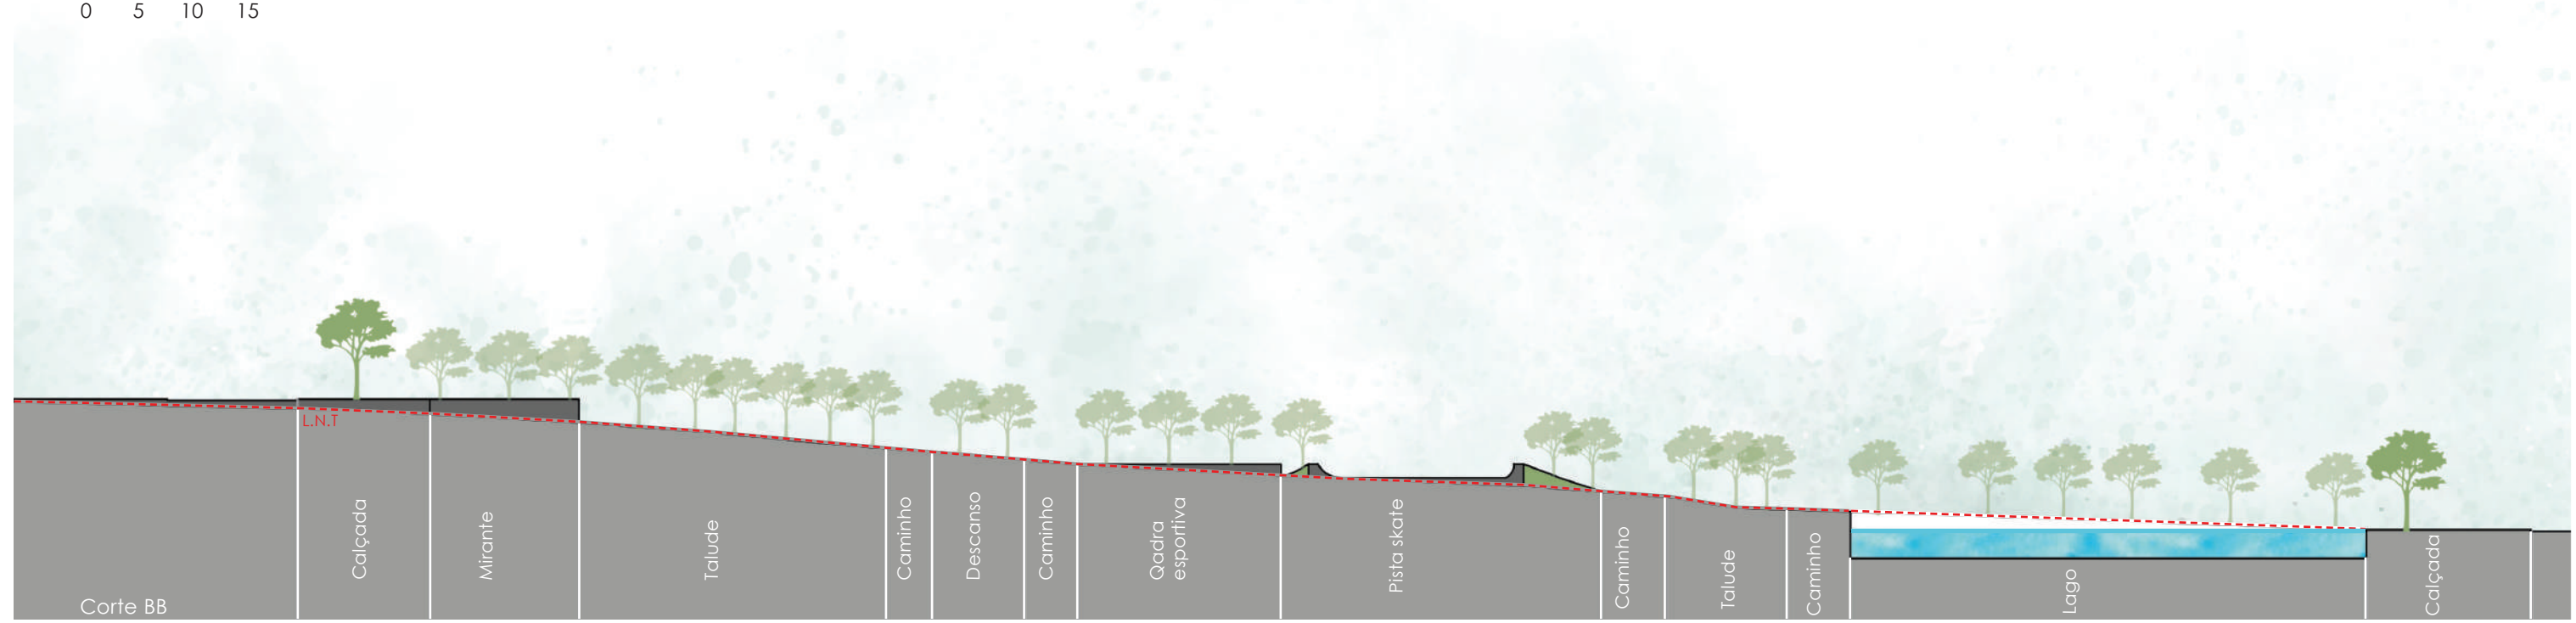 0 5 10 15
L.N.T
Calçada
Mirante
Talude
Caminho
Descanso
Caminho
Qadra
esportiva
Pista skate
Caminho
Talude
Caminho
Lago
Calçada
Corte BB